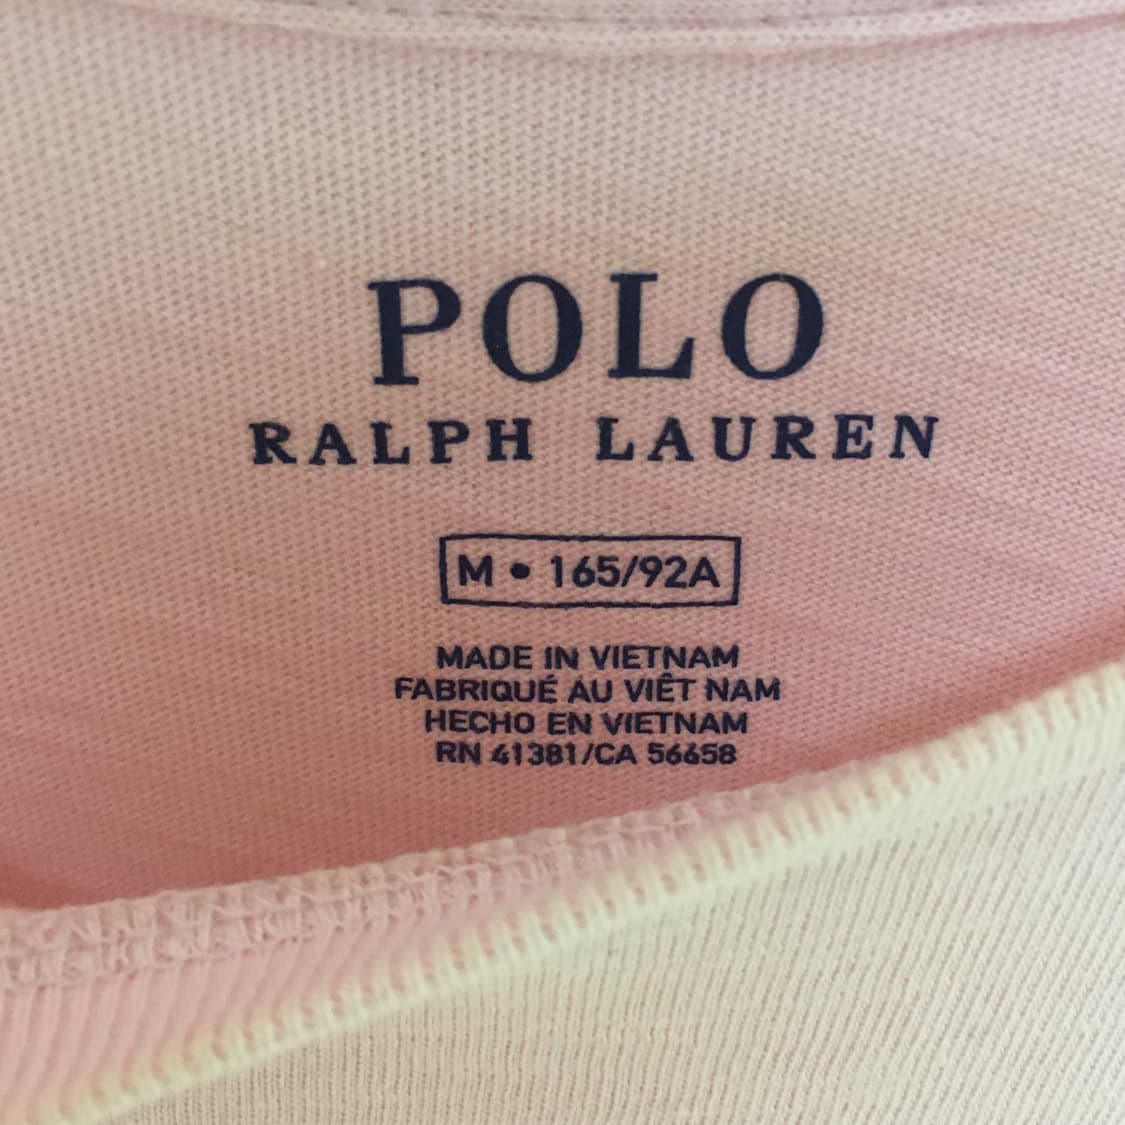 POLO
RALPH LAUREN
M • 165/92A
MADE IN VIETNAM
FABRIQUÉ AU VIÊT NAM
HECHO EN VIETNAM
RN 41381/CA 56658